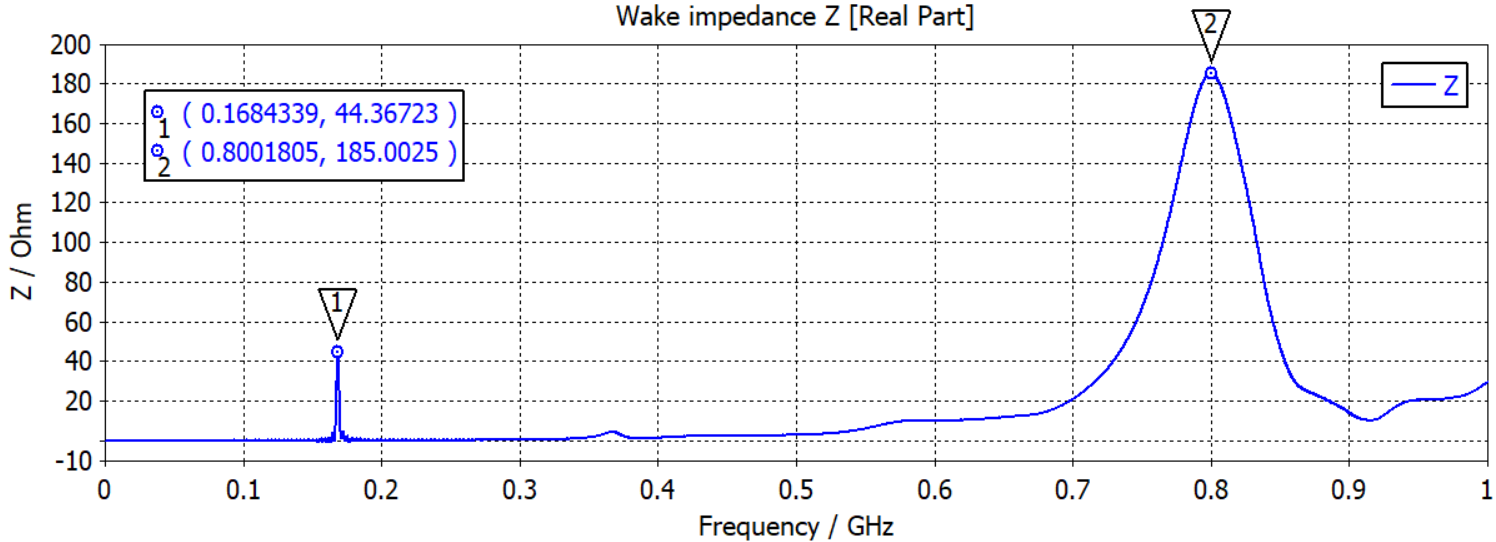 Wake impedance Z [Real Part]
200
180
160
140
120
100
80
60
40
20
-10
Z / Ohm
1 ( 0.1684339, 44.36723 )
2 ( 0.8001805, 185.0025 )
1
2
Z
0 0.1 0.2 0.3 0.4 0.5 0.6 0.7 0.8 0.9 1
Frequency / GHz